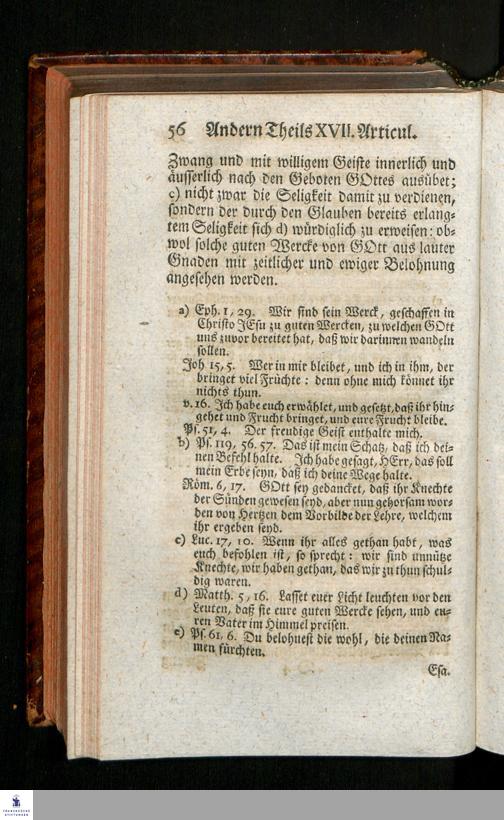 56 Andern Theils XVII. Articul.
Zwang und mit willigem Geiste innerlich und
äusserlich nach den Geboten GOttes ausübet;
c) nicht zwar die Seligkeit damit zu verdienen,
sondern der durch den Glauben bereits erlang-
tem Seligkeit sich d) würdiglich zu erweisen: ob-
wol solche guten Wercke von GOtt aus lauter
Gnaden mit zeitlicher und ewiger Belohnung
angesehen werden.
a) Eph. 1, 29. Wir sind sein Werck, geschaffen in
Christo JEsu zu guten Wercken, zu welchen GOtt
uns zuvor bereitet hat, daß wir darinnen wandeln
sollen.
Joh 15, 5. Wer in mir bleibet, und ich in ihm, der
bringet viel Früchte: denn ohne mich könnet ihr
nichts thun.
v. 16. Ich habe euch erwählet, und gesetzt, daß ihr hin-
gehet und Frucht bringet, und eure Frucht bleibe.
Ps. 51, 4. Der freudige Geist enthalte mich.
b) Ps. 119, 56. 57. Das ist mein Schatz, daß ich dei-
nen Befehl halte. Ich habe gesagt, HErr, das soll
mein Erbe seyn, daß ich deine Wege halte.
Röm. 6, 17. GOtt sey gedancket, daß ihr Knechte
der Sünden gewesen seyd, aber nun gehorsam wor-
den von Hertzen dem Vorbilde der Lehre, welchem
ihr ergeben seyd.
c) Luc. 17, 10. Wenn ihr alles gethan habt, was
euch befohlen ist, so sprecht: wir sind unnütze
Knechte, wir haben gethan, das wir zu thun schul-
dig waren.
d) Matth. 5, 16. Lasset euer Licht leuchten vor den
Leuten, daß sie eure guten Wercke sehen, und eu-
ren Vater im Himmel preisen.
e) Ps. 61, 6. Du belohnest die wohl, die deinen Na-
men fürchten.
Esa.
FRANCKESCHE
STIFTUNGEN